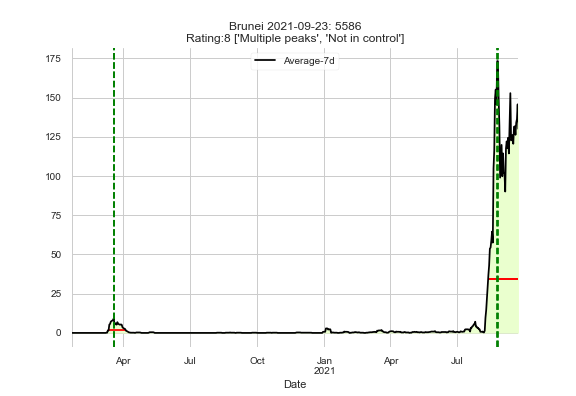 Brunei 2021-09-23: 5586
Rating:8 ['Multiple peaks', 'Not in control']
Average-7d
175
150
125
100
75
50
25
0
Apr
Jul
Oct
Jan
2021
Apr
Jul
Date